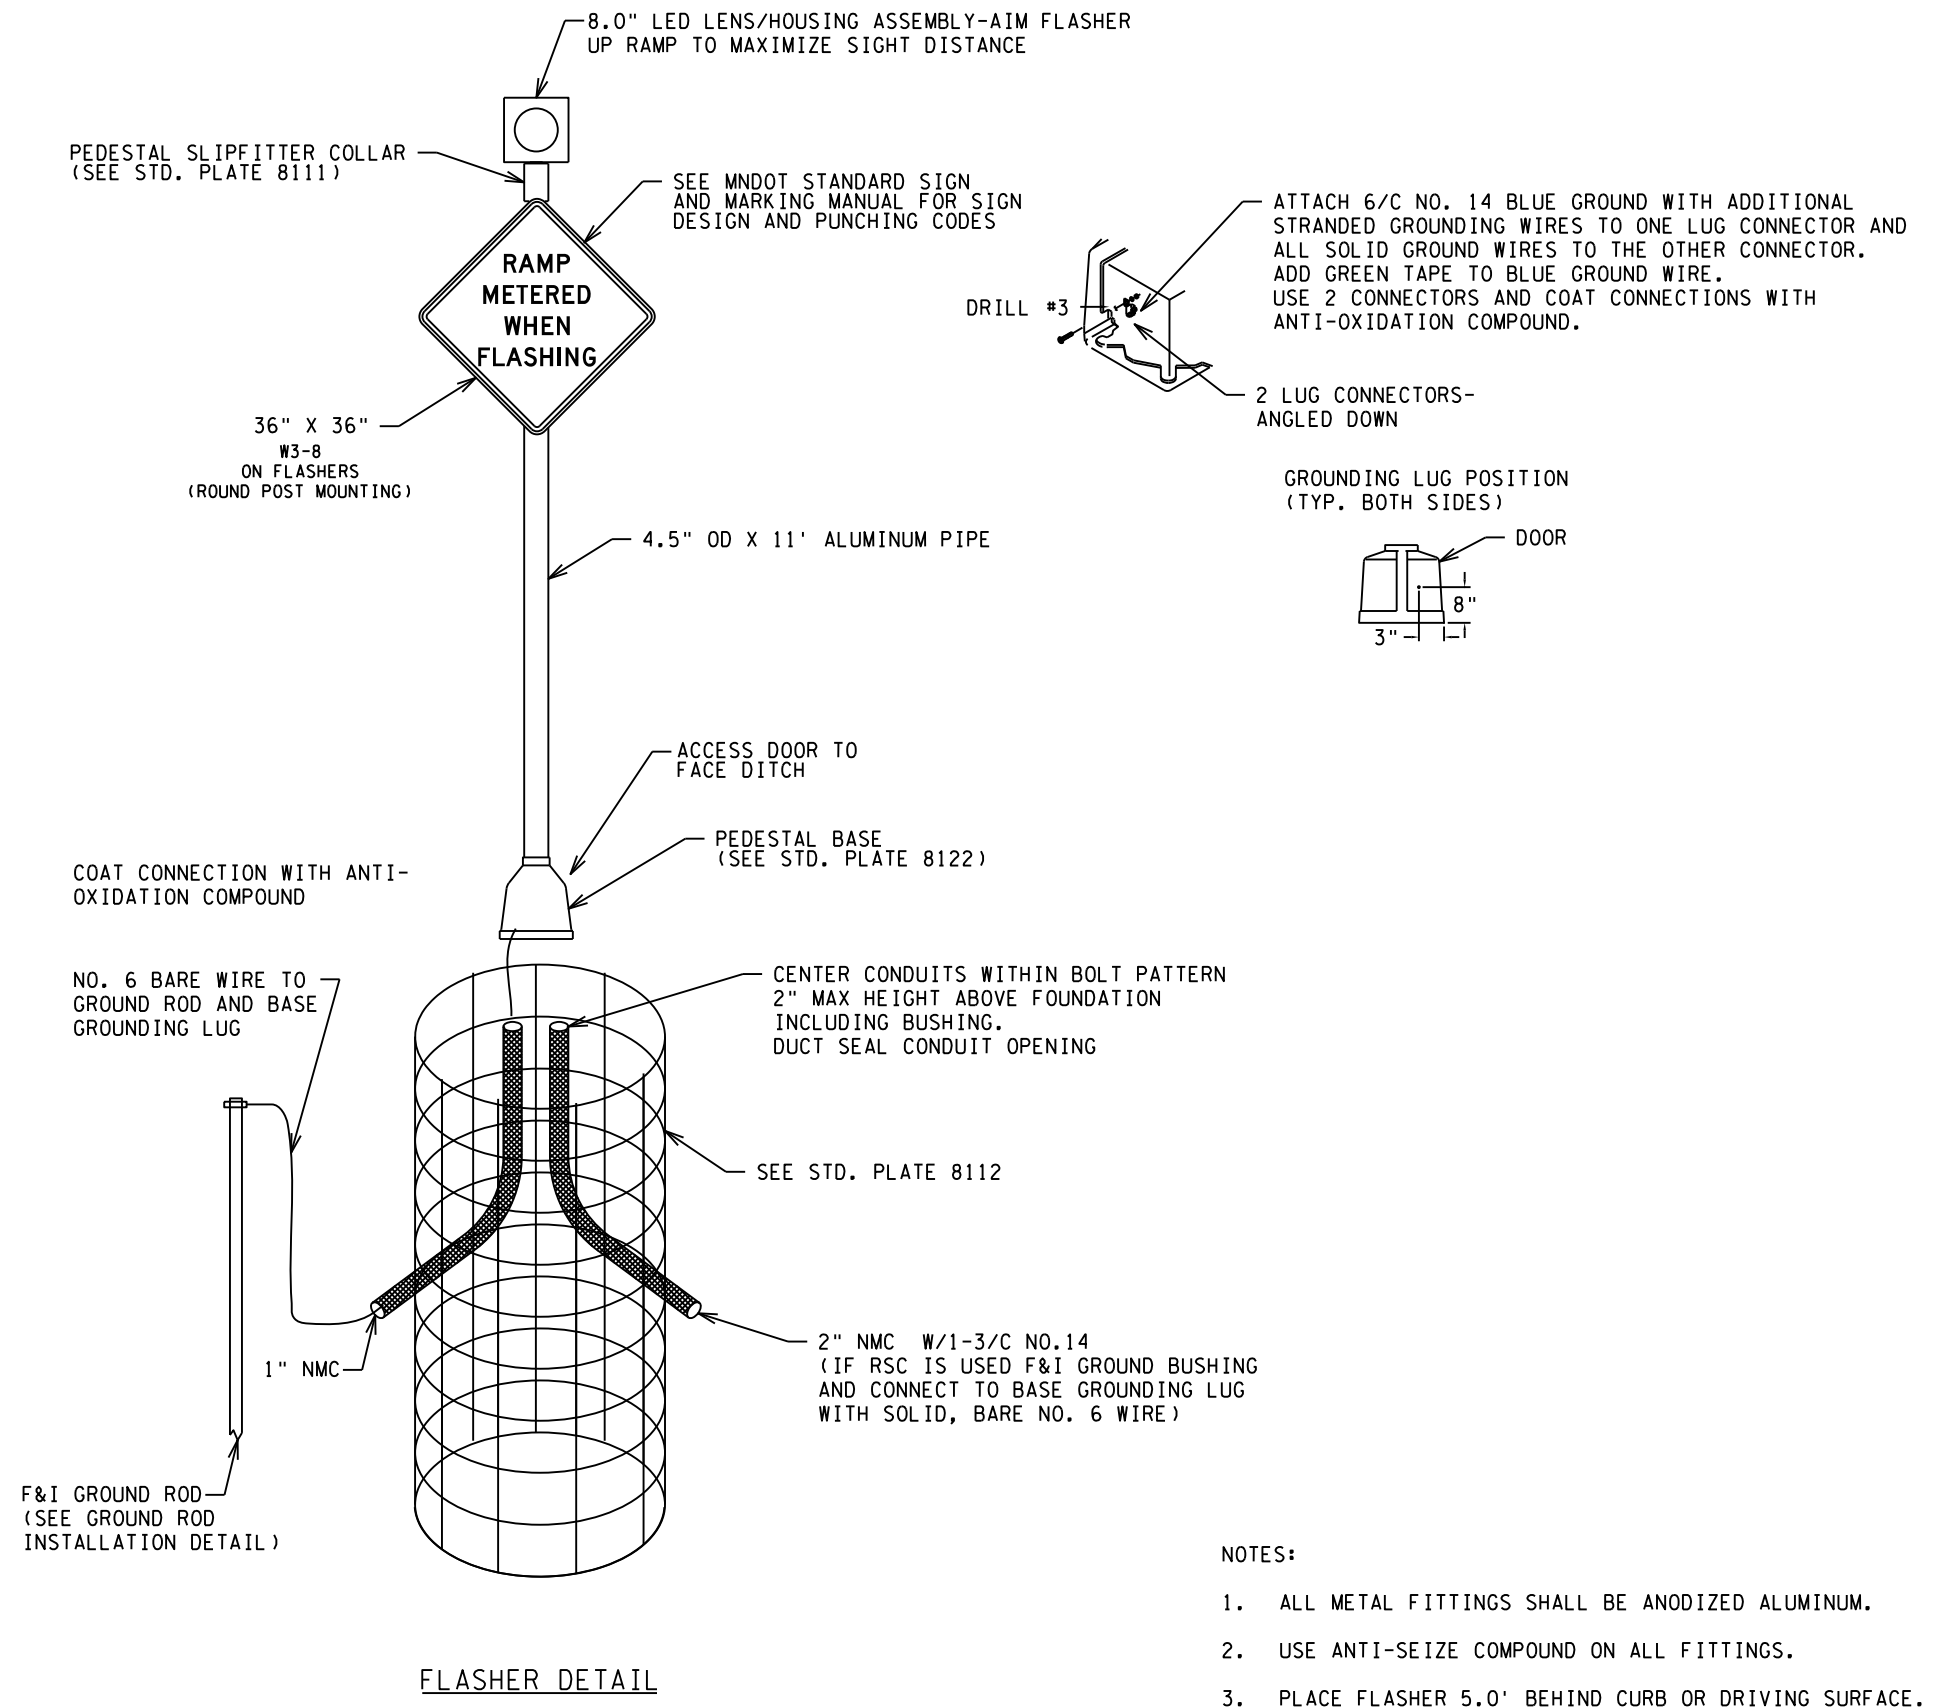 8.0" LED LENS/HOUSING ASSEMBLY-AIM FLASHER
UP RAMP TO MAXIMIZE SIGHT DISTANCE
PEDESTAL SLIPFITTER COLLAR
(SEE STD. PLATE 8111)
SEE MNDOT STANDARD SIGN
AND MARKING MANUAL FOR SIGN
DESIGN AND PUNCHING CODES
RAMP
METERED
WHEN
FLASHING
36" X 36"
W3-8
ON FLASHERS
(ROUND POST MOUNTING)
ATTACH 6/C NO. 14 BLUE GROUND WITH ADDITIONAL
STRANDED GROUNDING WIRES TO ONE LUG CONNECTOR AND
ALL SOLID GROUND WIRES TO THE OTHER CONNECTOR.
ADD GREEN TAPE TO BLUE GROUND WIRE.
USE 2 CONNECTORS AND COAT CONNECTIONS WITH
ANTI-OXIDATION COMPOUND.
DRILL #3
2 LUG CONNECTORS-
ANGLED DOWN
GROUNDING LUG POSITION
(TYP. BOTH SIDES)
DOOR
8"
3"
4.5" OD X 11' ALUMINUM PIPE
ACCESS DOOR TO
FACE DITCH
PEDESTAL BASE
(SEE STD. PLATE 8122)
COAT CONNECTION WITH ANTI-
OXIDATION COMPOUND
NO. 6 BARE WIRE TO
GROUND ROD AND BASE
GROUNDING LUG
CENTER CONDUITS WITHIN BOLT PATTERN
2" MAX HEIGHT ABOVE FOUNDATION
INCLUDING BUSHING.
DUCT SEAL CONDUIT OPENING
SEE STD. PLATE 8112
1" NMC
2" NMC W/1-3/C NO.14
(IF RSC IS USED F&I GROUND BUSHING
AND CONNECT TO BASE GROUNDING LUG
WITH SOLID, BARE NO. 6 WIRE)
F&I GROUND ROD
(SEE GROUND ROD
INSTALLATION DETAIL)
FLASHER DETAIL
NOTES:
1. ALL METAL FITTINGS SHALL BE ANODIZED ALUMINUM.
2. USE ANTI-SEIZE COMPOUND ON ALL FITTINGS.
3. PLACE FLASHER 5.0' BEHIND CURB OR DRIVING SURFACE.